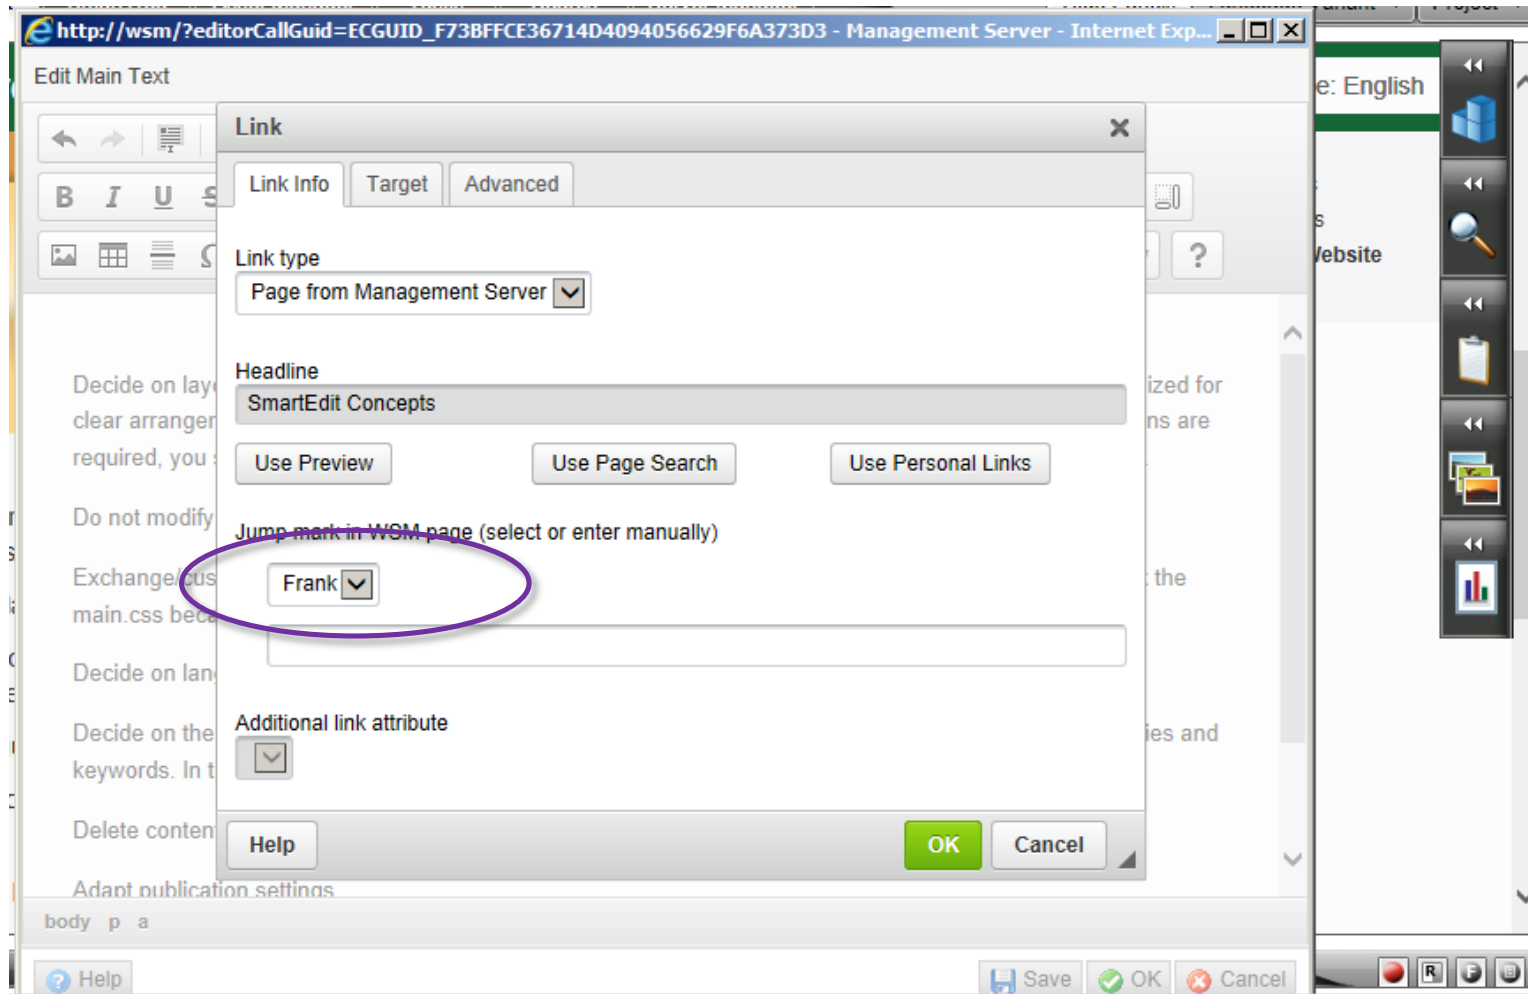 http://wsm/?editorCallGuid=ECGUID_F73BFFCE36714D4094056629F6A373D3 - Management Server - Internet Exp...
Edit Main Text
e: English
Link
Link Info Target Advanced
B I U S
?
Link type
Page from Management Server
Website
Headline
SmartEdit Concepts
Decide on lay ized for
clear arranger ns are
required, you
Use Preview Use Page Search Use Personal Links
Do not modify
Jump mark in WSM page (select or enter manually)
Exchange/cus the
Frank
main.css beca
Decide on lan
Additional link attribute
Decide on the ies and
keywords. In t
Delete conten
Help OK Cancel
Adapt publication settings
body p a
Help Save OK Cancel
R F